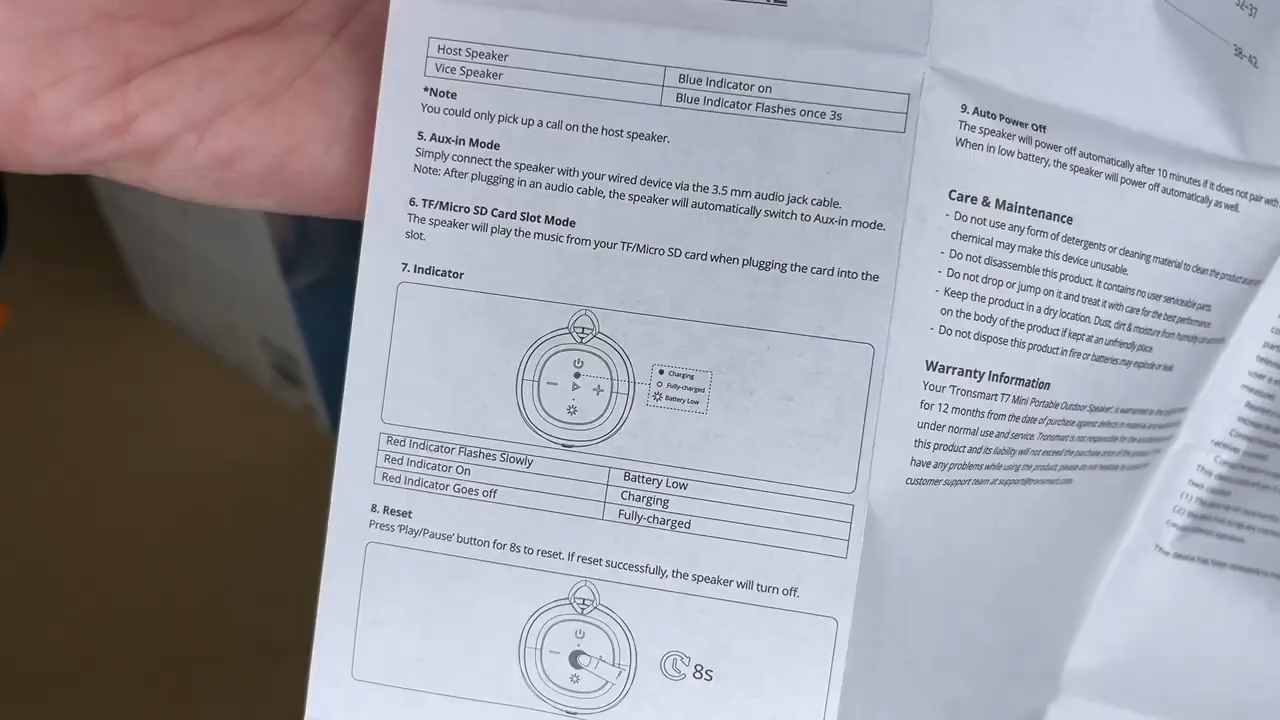 Host Speaker
Blue Indicator on
Vice Speaker
Blue Indicator Flashes once 3s
*Note
You could only pick up a call on the host speaker.
5. Aux-in Mode
Simply connect the speaker with your wired device via the 3.5 mm audio jack cable.
Note: After plugging in an audio cable, the speaker will automatically switch to Aux-in mode.
6. TF/Micro SD Card Slot Mode
The speaker will play the music from your TF/Micro SD card when plugging the card into the
slot.
7. Indicator
Charging
Fully-charged
Battery Low
Red Indicator Flashes Slowly
Battery Low
Red Indicator On
Charging
Red Indicator Goes off
Fully-charged
8. Reset
Press 'Play/Pause' button for 8s to reset. If reset successfully, the speaker will turn off.
8s
32-37
38-42
9. Auto Power Off
The speaker will power off automatically after 10 minutes if it does not pair with
When in low battery, the speaker will power off automatically as well.
Care & Maintenance
- Do not use any form of detergents or cleaning material to clean the product
chemical may make this device unusable.
- Do not disassemble this product. It contains no user serviceable parts.
- Do not drop or jump on it and treat it with care for the best performance.
- Keep the product in a dry location. Dust, dirt & moisture from humidity
on the body of the product if kept at an unfriendly place.
- Do not dispose this product in fire or batteries may explode or leak.
Warranty Information
Your 'Tronsmart T7 Mini Portable Outdoor Speaker', is warranted to the
for 12 months from the date of purchase against defects in material
under normal use and service. Tronsmart is not responsible for the
this product and its liability will not exceed the purchase price of the
have any problems while using the product, please do not hesitate to
customer support team at support@tronsmart.com.